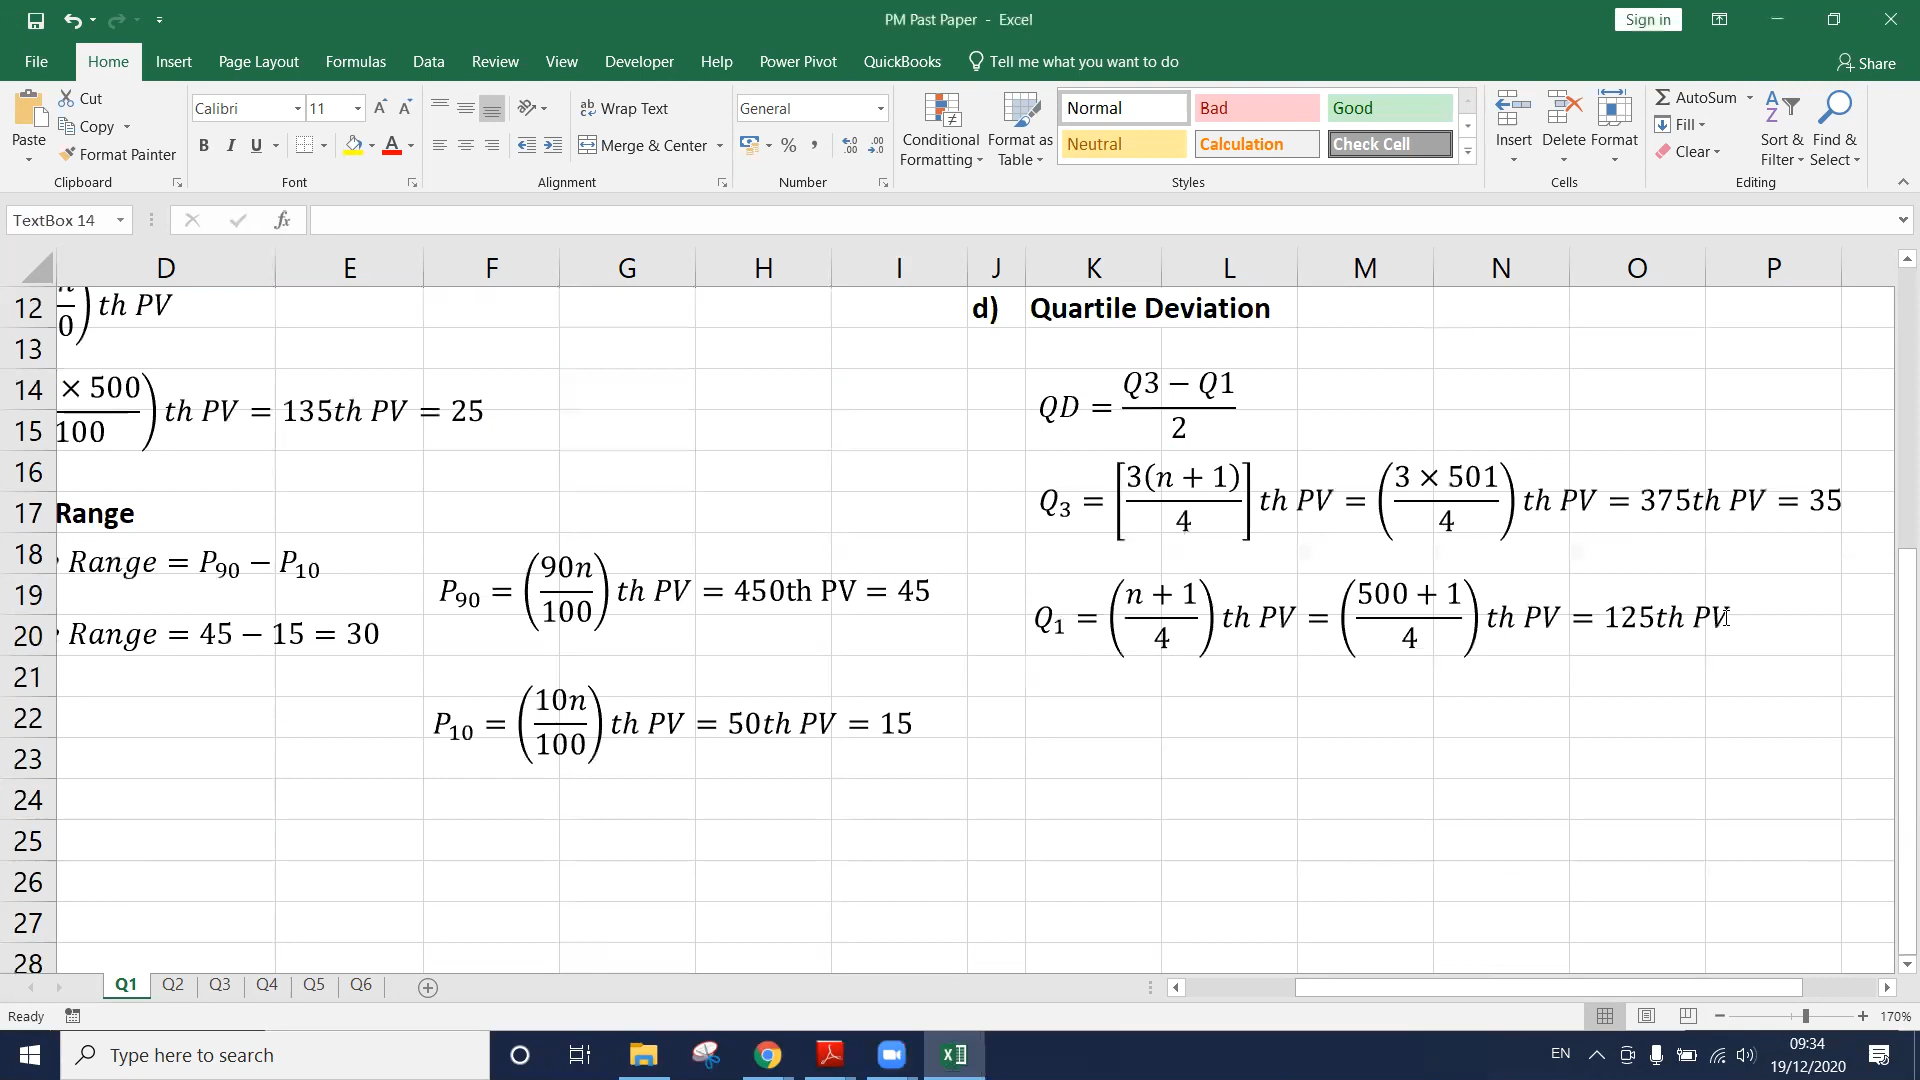 PM Past Paper - Excel
Sign in
File Home Insert Page Layout Formulas Data Review View Developer Help Power Pivot QuickBooks Tell me what you want to do Share
Paste Cut Copy Format Painter
Calibri 11 A A
B I U A
Wrap Text
Merge & Center
General
%
Conditional Formatting
Format as Table
Normal Bad Good
Neutral Calculation Check Cell
Insert Delete Format
AutoSum Fill Clear
Sort & Filter
Find & Select
Clipboard Font Alignment Number Styles Cells Editing
TextBox 14 fx
D E F G H I J K L M N O P
12 0) th PV d) Quartile Deviation
13
14
15 × 500/100) th PV = 135th PV = 25 QD = (Q3 − Q1)/2
16
17 Range Q₃ = [3(n + 1)/4] th PV = (3 × 501/4) th PV = 375th PV = 35
18 Range = P₉₀ − P₁₀
19 P₉₀ = (90n/100) th PV = 450th PV = 45
20 Range = 45 − 15 = 30 Q₁ = (n + 1/4) th PV = (500 + 1/4) th PV = 125th PV
21
22 P₁₀ = (10n/100) th PV = 50th PV = 15
23
24
25
26
27
28
Q1 Q2 Q3 Q4 Q5 Q6
Ready 170%
Type here to search
EN 09:34
19/12/2020